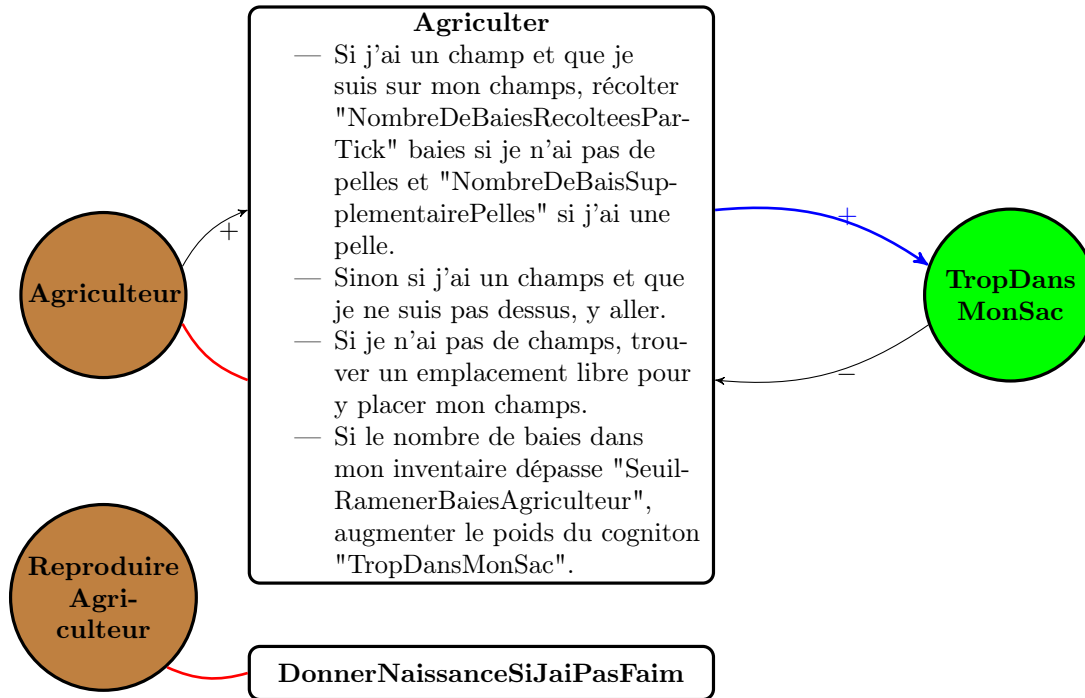 Agriculter
— Si j'ai un champ et que je
suis sur mon champs, récolter
"NombreDeBaiesRecolteesPar-
Tick" baies si je n'ai pas de
pelles et "NombreDeBaisSup-
plementairePelles" si j'ai une
pelle.
— Sinon si j'ai un champs et que
je ne suis pas dessus, y aller.
— Si je n'ai pas de champs, trou-
ver un emplacement libre pour
y placer mon champs.
— Si le nombre de baies dans
mon inventaire dépasse "Seuil-
RamenerBaiesAgriculteur",
augmenter le poids du cogniton
"TropDansMonSac".
Agriculteur
+
+
−
TropDans
MonSac
Reproduire
Agri-
culteur
DonnerNaissanceSiJaiPasFaim